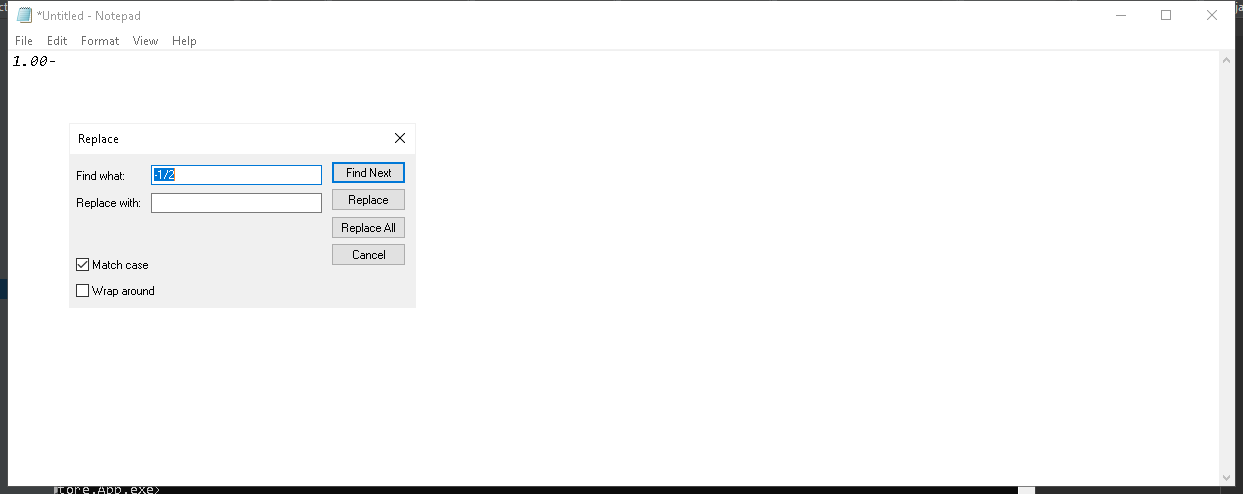 *Untitled - Notepad
File Edit Format View Help
1.00-
Replace
Find what: -1/2 Find Next
Replace with: Replace
Replace All
Cancel
Match case
Wrap around
tore.App.exe>